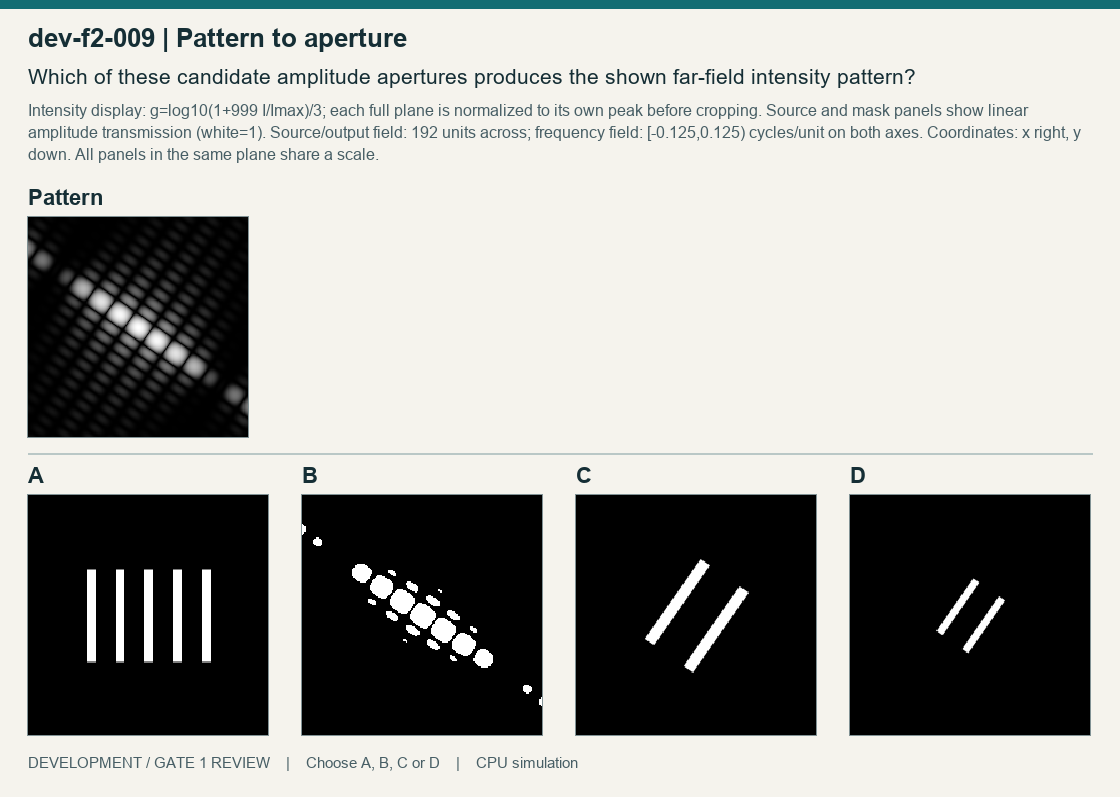 dev-f2-009 | Pattern to aperture
Which of these candidate amplitude apertures produces the shown far-field intensity pattern?
Intensity display: g=log10(1+999 I/Imax)/3; each full plane is normalized to its own peak before cropping. Source and mask panels show linear
amplitude transmission (white=1). Source/output field: 192 units across; frequency field: [-0.125,0.125) cycles/unit on both axes. Coordinates: x right, y
down. All panels in the same plane share a scale.
Pattern
A B C D
DEVELOPMENT / GATE 1 REVIEW | Choose A, B, C or D | CPU simulation